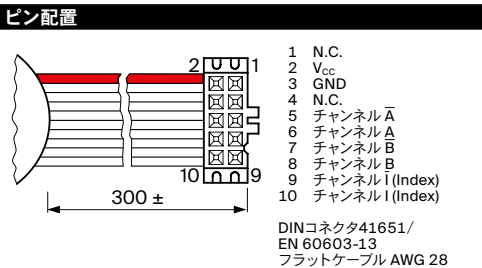 ピン配置
2 1
10 9
300 ±
1 N.C.
2 Vcc
3 GND
4 N.C.
5 チャンネル A̅
6 チャンネル A
7 チャンネル B̅
8 チャンネル B
9 チャンネル I̅ (Index)
10 チャンネル I (Index)
DINコネクタ41651/
EN 60603-13
フラットケーブル AWG 28